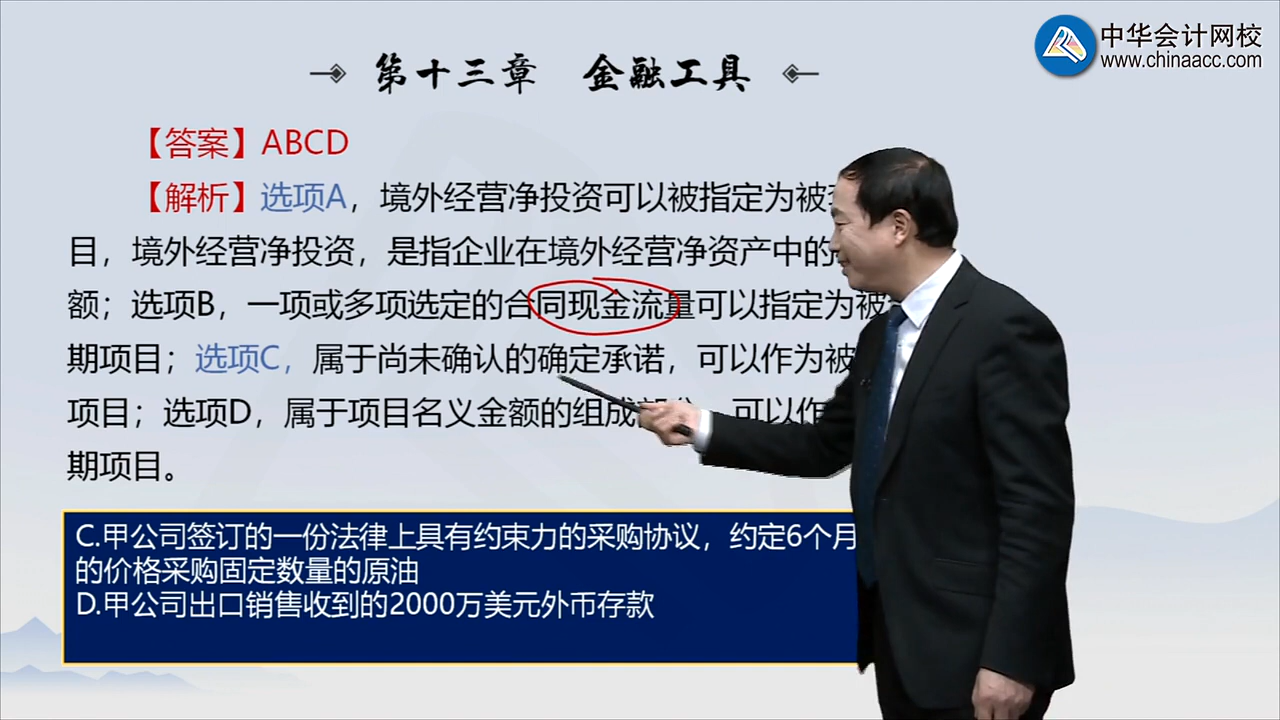 中华会计网校
www.chinaacc.com
第十三章 金融工具
【答案】ABCD
【解析】选项A，境外经营净投资可以被指定为被
目，境外经营净投资，是指企业在境外经营净资产中的
额；选项B，一项或多项选定的合同现金流量可以指定为被
期项目；选项C，属于尚未确认的确定承诺，可以作为被
项目；选项D，属于项目名义金额的组成部分，可以作
期项目。
C.甲公司签订的一份法律上具有约束力的采购协议，约定6个月
的价格采购固定数量的原油
D.甲公司出口销售收到的2000万美元外币存款